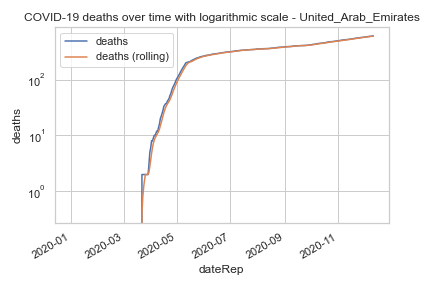 COVID-19 deaths over time with logarithmic scale - United_Arab_Emirates
deaths
deaths (rolling)
deaths
10²
10¹
10⁰
2020-01
2020-03
2020-05
2020-07
2020-09
2020-11
dateRep